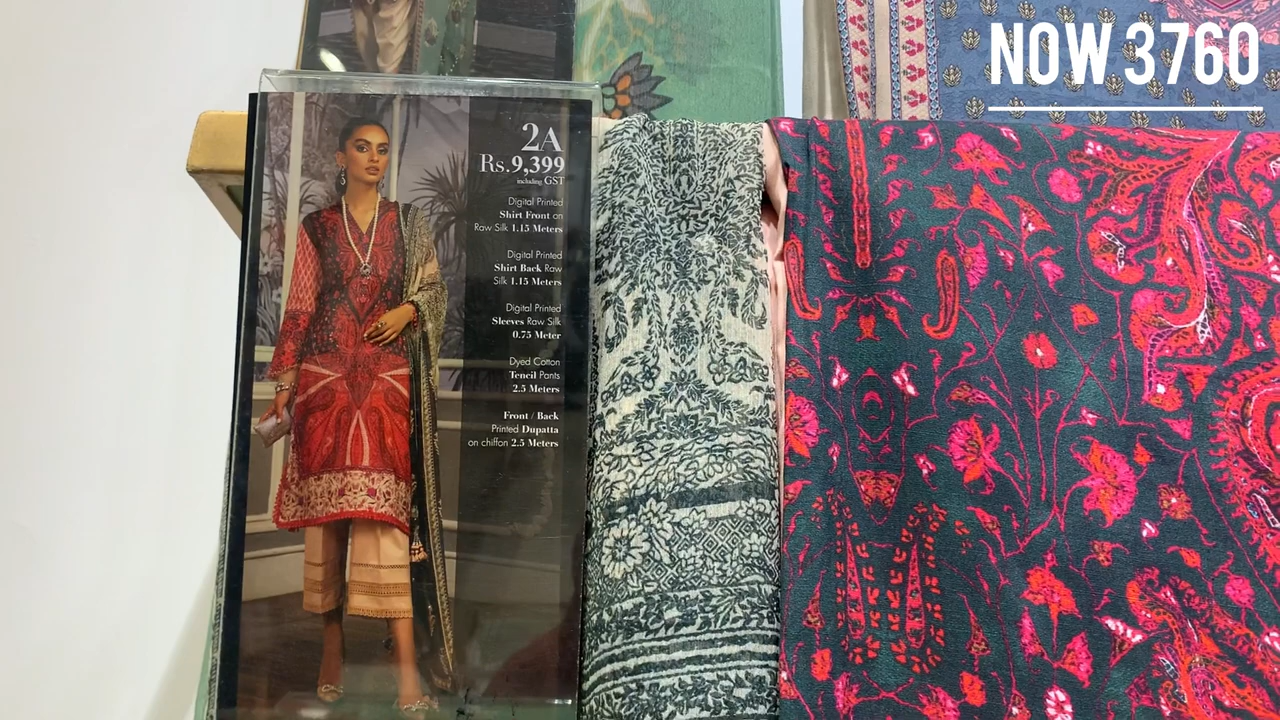 NOW 3760
2A
Rs.9,399
including GST
Digital Printed
Shirt Front on
Raw Silk 1.15 Meters
Digital Printed
Shirt Back Raw
Silk 1.15 Meters
Digital Printed
Sleeves Raw Silk
0.75 Meter
Dyed Cotton
Tencil Pants
2.5 Meters
Front / Back
Printed Dupatta
on chiffon 2.5 Meters